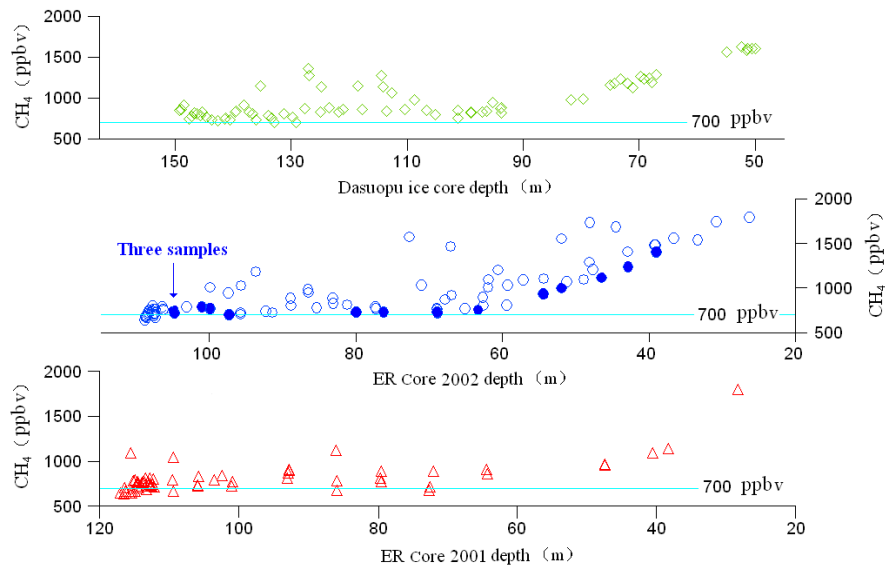 2000
1500
1000
500
CH₄（ppbv）
700 ppbv
150 130 110 90 70 50
Dasuopu ice core depth （m）
2000
1500
1000
500
CH₄（ppbv）
Three samples
700 ppbv
100 80 60 40 20
ER Core 2002 depth （m）
2000
1500
1000
500
CH₄（ppbv）
700 ppbv
120 100 80 60 40 20
ER Core 2001 depth （m）